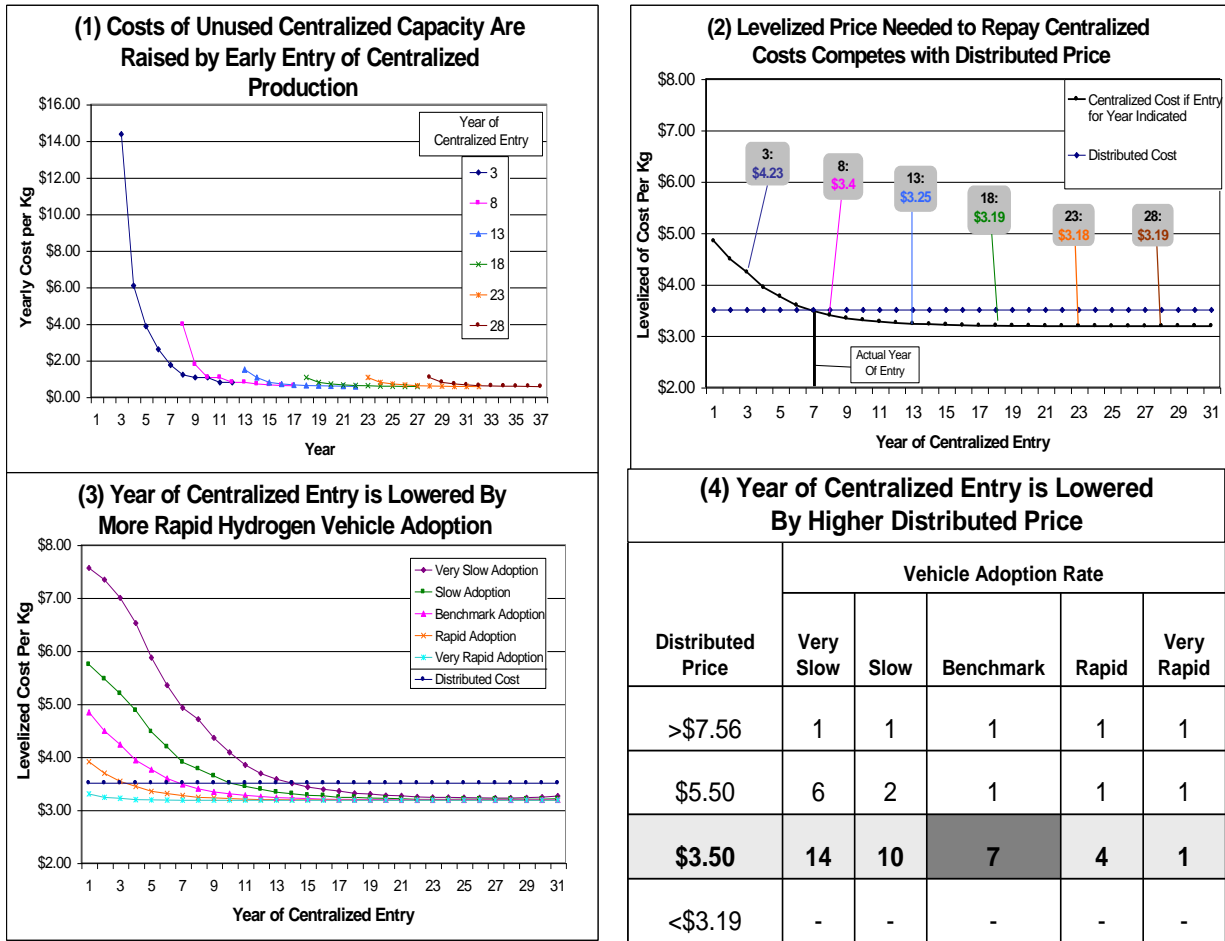 (1) Costs of Unused Centralized Capacity Are
Raised by Early Entry of Centralized
Production
$16.00
$14.00
$12.00
$10.00
$8.00
$6.00
$4.00
$2.00
$0.00
Yearly Cost per Kg
1 3 5 7 9 11 13 15 17 19 21 23 25 27 29 31 33 35 37
Year
Year of
Centralized Entry
3
8
13
18
23
28
(2) Levelized Price Needed to Repay Centralized
Costs Competes with Distributed Price
$8.00
$7.00
$6.00
$5.00
$4.00
$3.00
$2.00
Levelized of Cost Per Kg
Centralized Cost if Entry
for Year Indicated
Distributed Cost
3:
$4.23
8:
$3.4
13:
$3.25
18:
$3.19
23:
$3.18
28:
$3.19
Actual Year
Of Entry
1 3 5 7 9 11 13 15 17 19 21 23 25 27 29 31
Year of Centralized Entry
(3) Year of Centralized Entry is Lowered By
More Rapid Hydrogen Vehicle Adoption
$8.00
$7.00
$6.00
$5.00
$4.00
$3.00
$2.00
Levelized Cost Per Kg
Very Slow Adoption
Slow Adoption
Benchmark Adoption
Rapid Adoption
Very Rapid Adoption
Distributed Cost
1 3 5 7 9 11 13 15 17 19 21 23 25 27 29 31
Year of Centralized Entry
(4) Year of Centralized Entry is Lowered
By Higher Distributed Price
Vehicle Adoption Rate
Distributed Price Very Slow Slow Benchmark Rapid Very Rapid
>$7.56 1 1 1 1 1
$5.50 6 2 1 1 1
$3.50 14 10 7 4 1
<$3.19 - - - - -